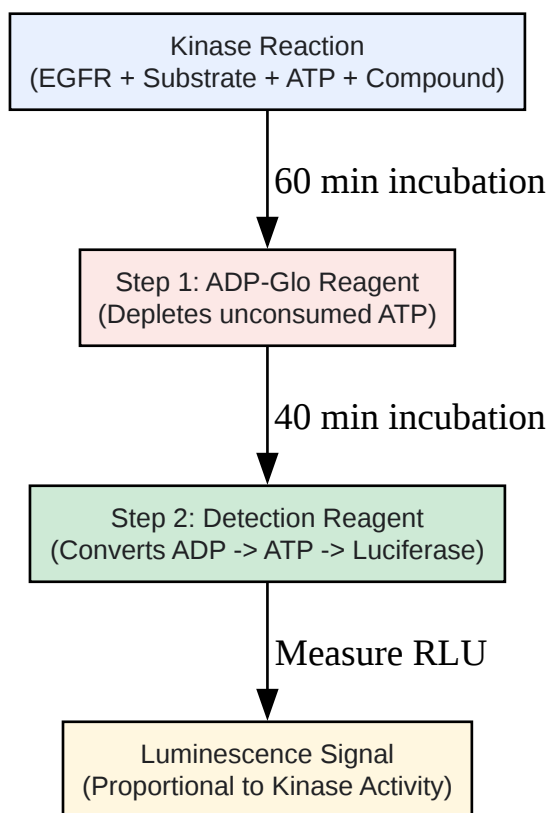 Kinase Reaction
(EGFR + Substrate + ATP + Compound)
60 min incubation
Step 1: ADP-Glo Reagent
(Depletes unconsumed ATP)
40 min incubation
Step 2: Detection Reagent
(Converts ADP -> ATP -> Luciferase)
Measure RLU
Luminescence Signal
(Proportional to Kinase Activity)